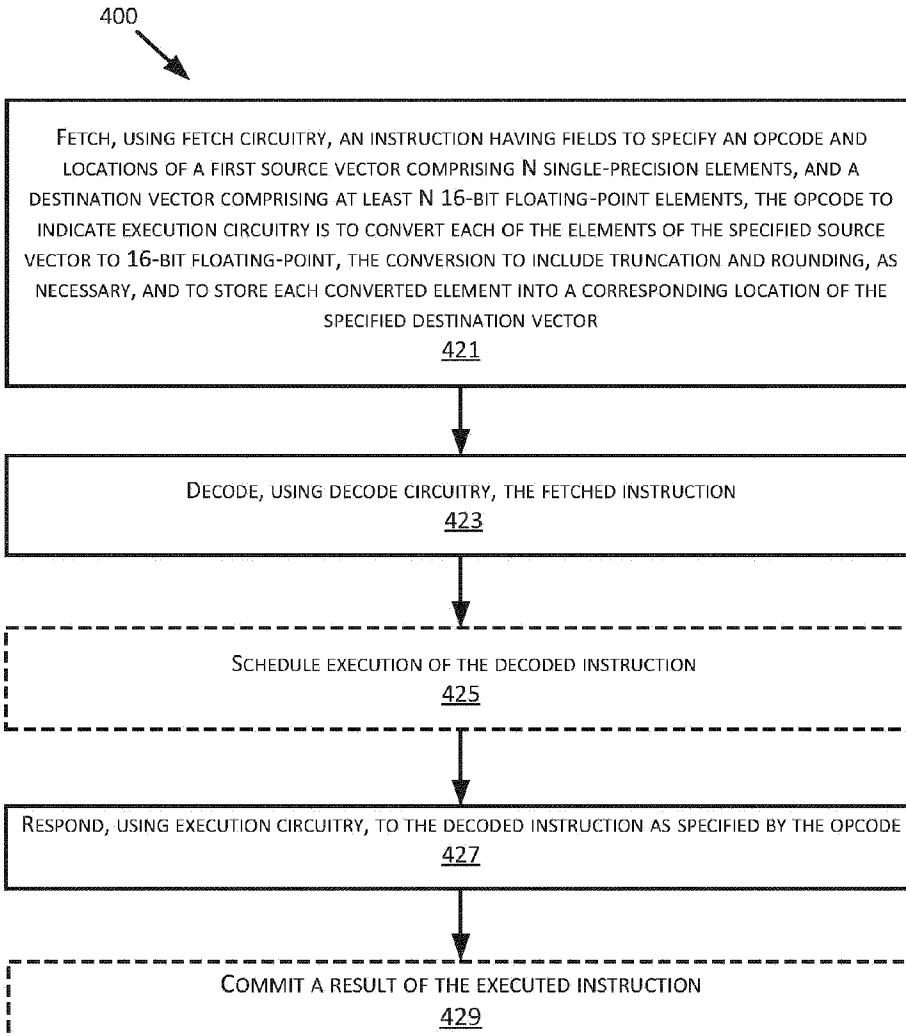 400
FETCH, USING FETCH CIRCUITRY, AN INSTRUCTION HAVING FIELDS TO SPECIFY AN OPCODE AND
LOCATIONS OF A FIRST SOURCE VECTOR COMPRISING N SINGLE-PRECISION ELEMENTS, AND A
DESTINATION VECTOR COMPRISING AT LEAST N 16-BIT FLOATING-POINT ELEMENTS, THE OPCODE TO
INDICATE EXECUTION CIRCUITRY IS TO CONVERT EACH OF THE ELEMENTS OF THE SPECIFIED SOURCE
VECTOR TO 16-BIT FLOATING-POINT, THE CONVERSION TO INCLUDE TRUNCATION AND ROUNDING, AS
NECESSARY, AND TO STORE EACH CONVERTED ELEMENT INTO A CORRESPONDING LOCATION OF THE
SPECIFIED DESTINATION VECTOR
421
DECODE, USING DECODE CIRCUITRY, THE FETCHED INSTRUCTION
423
SCHEDULE EXECUTION OF THE DECODED INSTRUCTION
425
RESPOND, USING EXECUTION CIRCUITRY, TO THE DECODED INSTRUCTION AS SPECIFIED BY THE OPCODE
427
COMMIT A RESULT OF THE EXECUTED INSTRUCTION
429